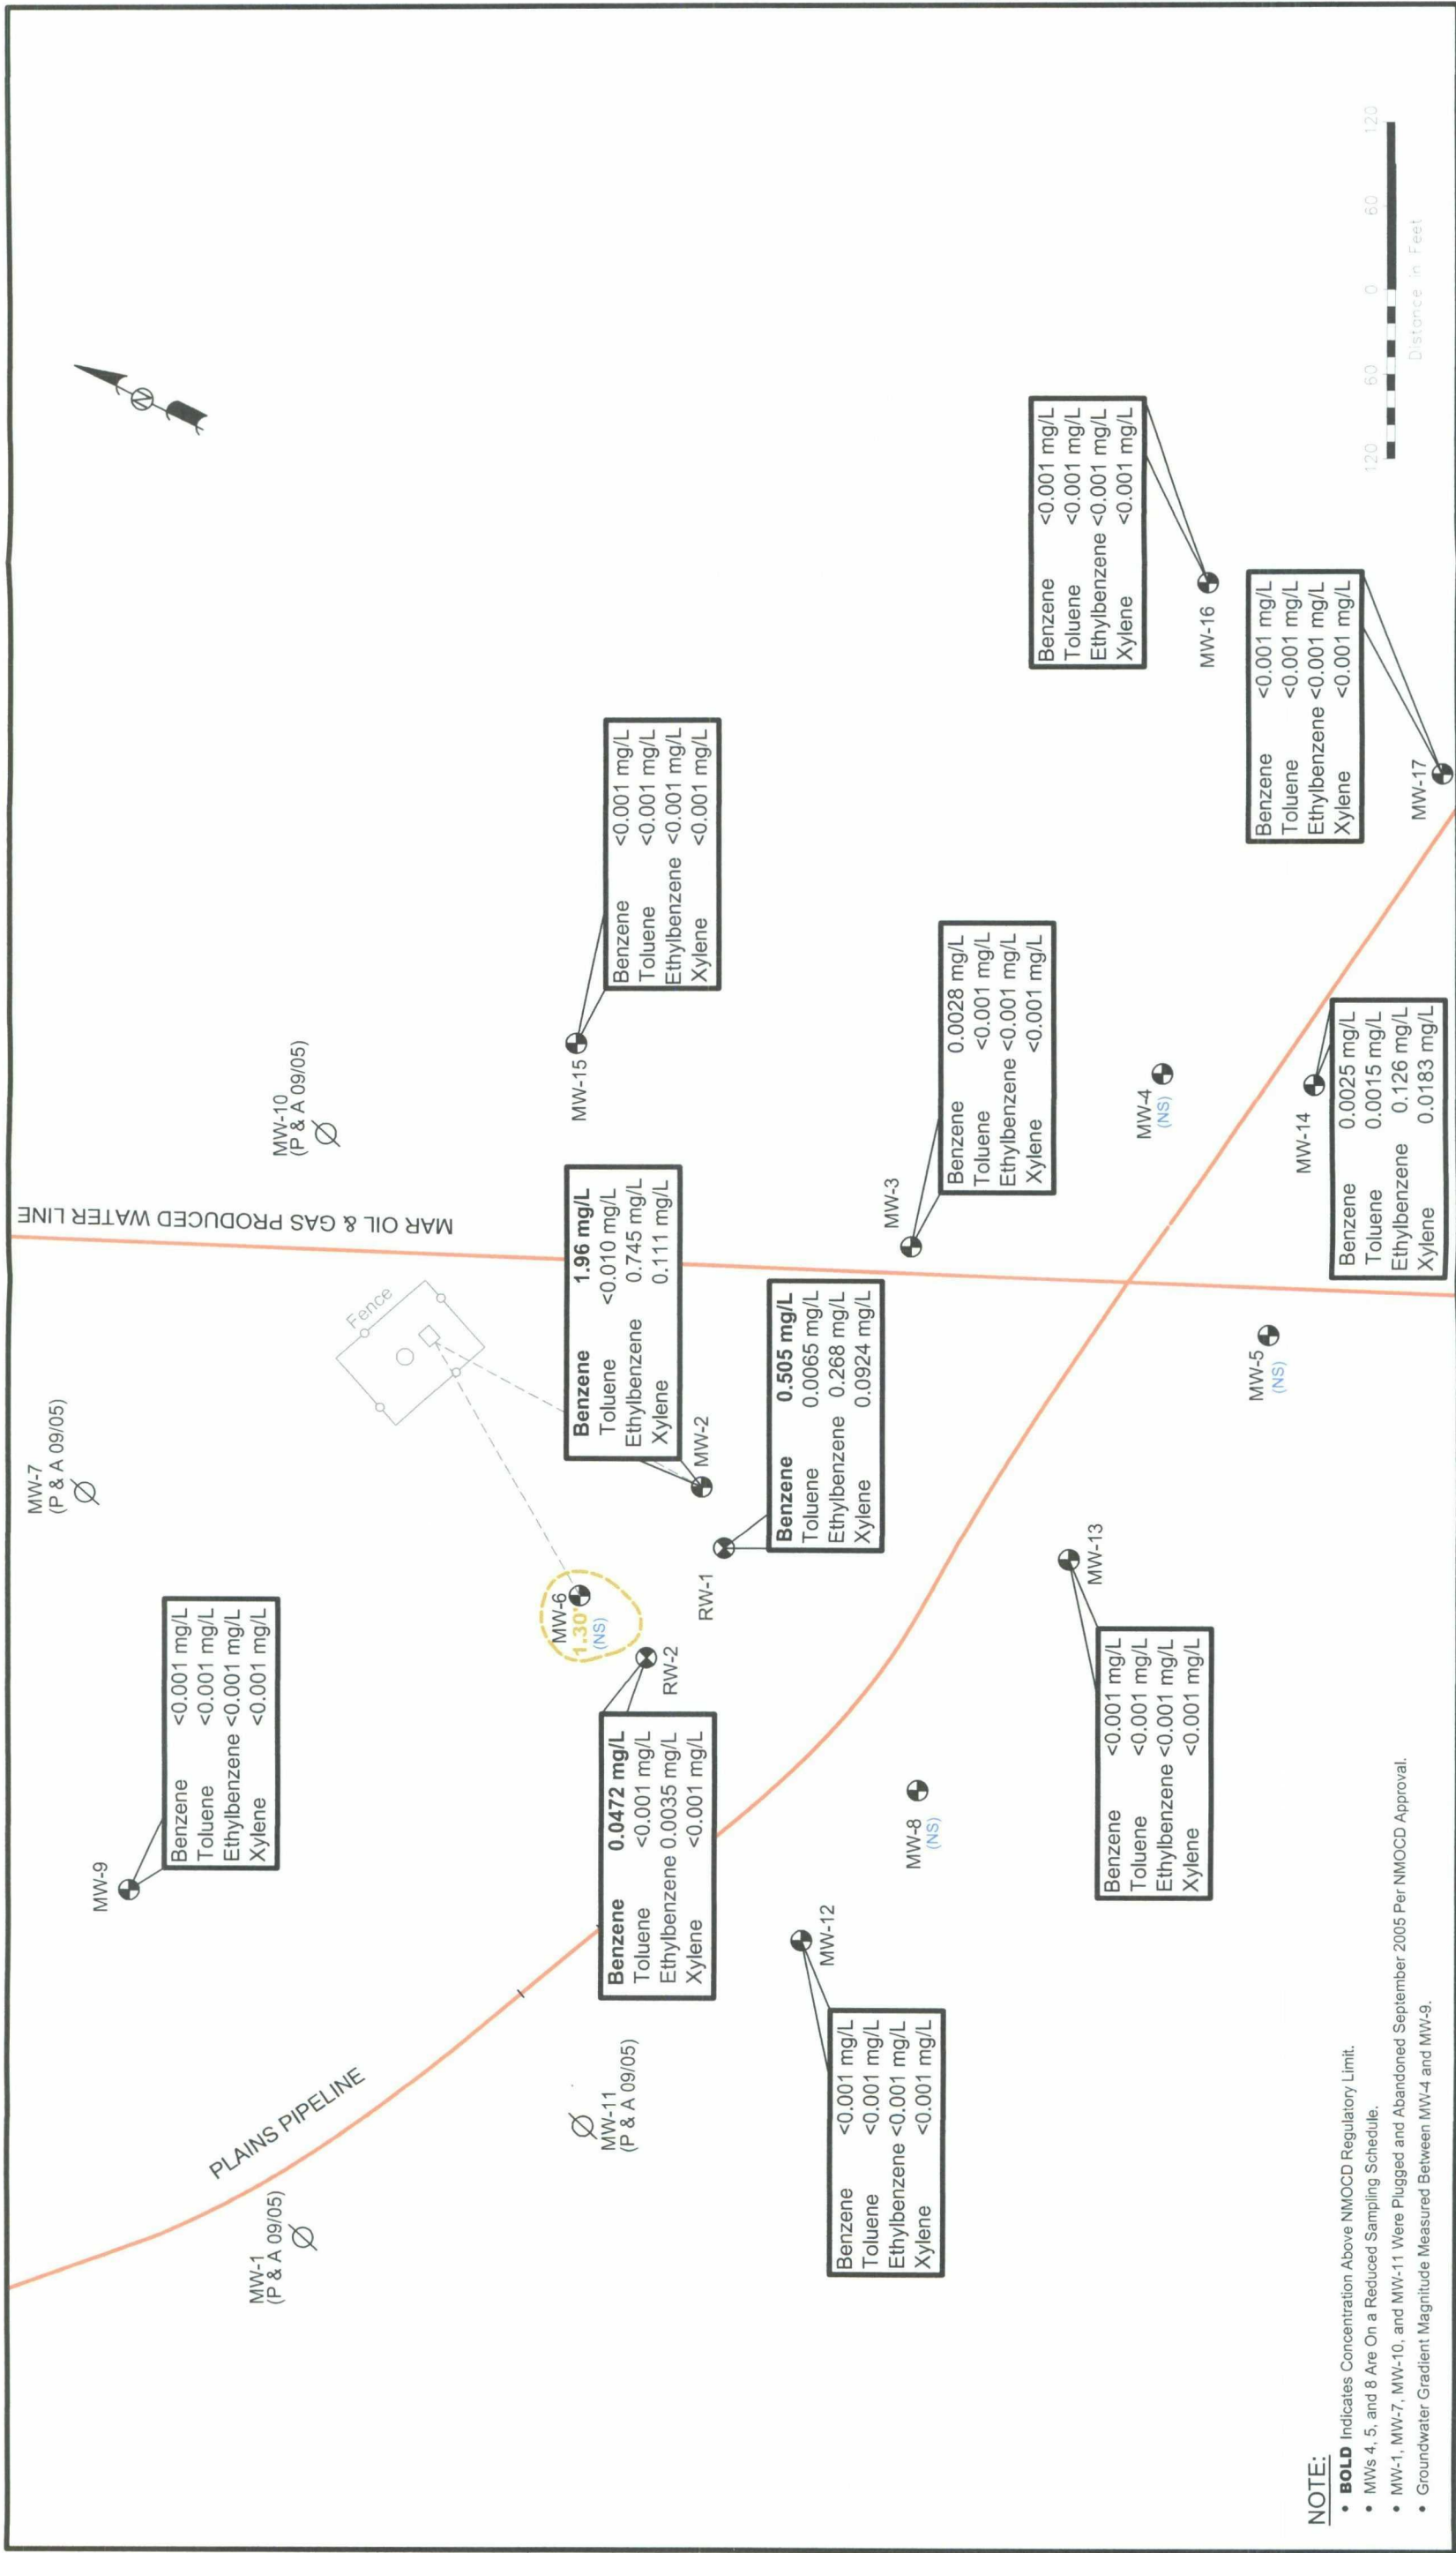 MW-7
(P & A 09/05)
MW-9
Benzene <0.001 mg/L
Toluene <0.001 mg/L
Ethylbenzene <0.001 mg/L
Xylene <0.001 mg/L
MAR OIL & GAS PRODUCED WATER LINE
N
PLAINS PIPELINE
MW-1
(P & A 09/05)
MW-10
(P & A 09/05)
Fence
MW-6
1.30'
(NS)
MW-15
Benzene <0.001 mg/L
Toluene <0.001 mg/L
Ethylbenzene <0.001 mg/L
Xylene <0.001 mg/L
Benzene 1.96 mg/L
Toluene <0.010 mg/L
Ethylbenzene 0.745 mg/L
Xylene 0.111 mg/L
MW-2
MW-11
(P & A 09/05)
Benzene 0.0472 mg/L
Toluene <0.001 mg/L
Ethylbenzene 0.0035 mg/L
Xylene <0.001 mg/L
RW-2
RW-1
Benzene 0.505 mg/L
Toluene 0.0065 mg/L
Ethylbenzene 0.268 mg/L
Xylene 0.0924 mg/L
MW-12
Benzene <0.001 mg/L
Toluene <0.001 mg/L
Ethylbenzene <0.001 mg/L
Xylene <0.001 mg/L
MW-8
(NS)
MW-3
Benzene 0.0028 mg/L
Toluene <0.001 mg/L
Ethylbenzene <0.001 mg/L
Xylene <0.001 mg/L
Benzene <0.001 mg/L
Toluene <0.001 mg/L
Ethylbenzene <0.001 mg/L
Xylene <0.001 mg/L
MW-16
MW-13
Benzene <0.001 mg/L
Toluene <0.001 mg/L
Ethylbenzene <0.001 mg/L
Xylene <0.001 mg/L
MW-4
(NS)
MW-5
(NS)
Benzene <0.001 mg/L
Toluene <0.001 mg/L
Ethylbenzene <0.001 mg/L
Xylene <0.001 mg/L
MW-17
MW-14
Benzene 0.0025 mg/L
Toluene 0.0015 mg/L
Ethylbenzene 0.126 mg/L
Xylene 0.0183 mg/L
120 60 0 60 120
Distance in Feet
NOTE:
• BOLD Indicates Concentration Above NMOCD Regulatory Limit.
• MWs 4, 5, and 8 Are On a Reduced Sampling Schedule.
• MW-1, MW-7, MW-10, and MW-11 Were Plugged and Abandoned September 2005 Per NMOCD Approval.
• Groundwater Gradient Magnitude Measured Between MW-4 and MW-9.